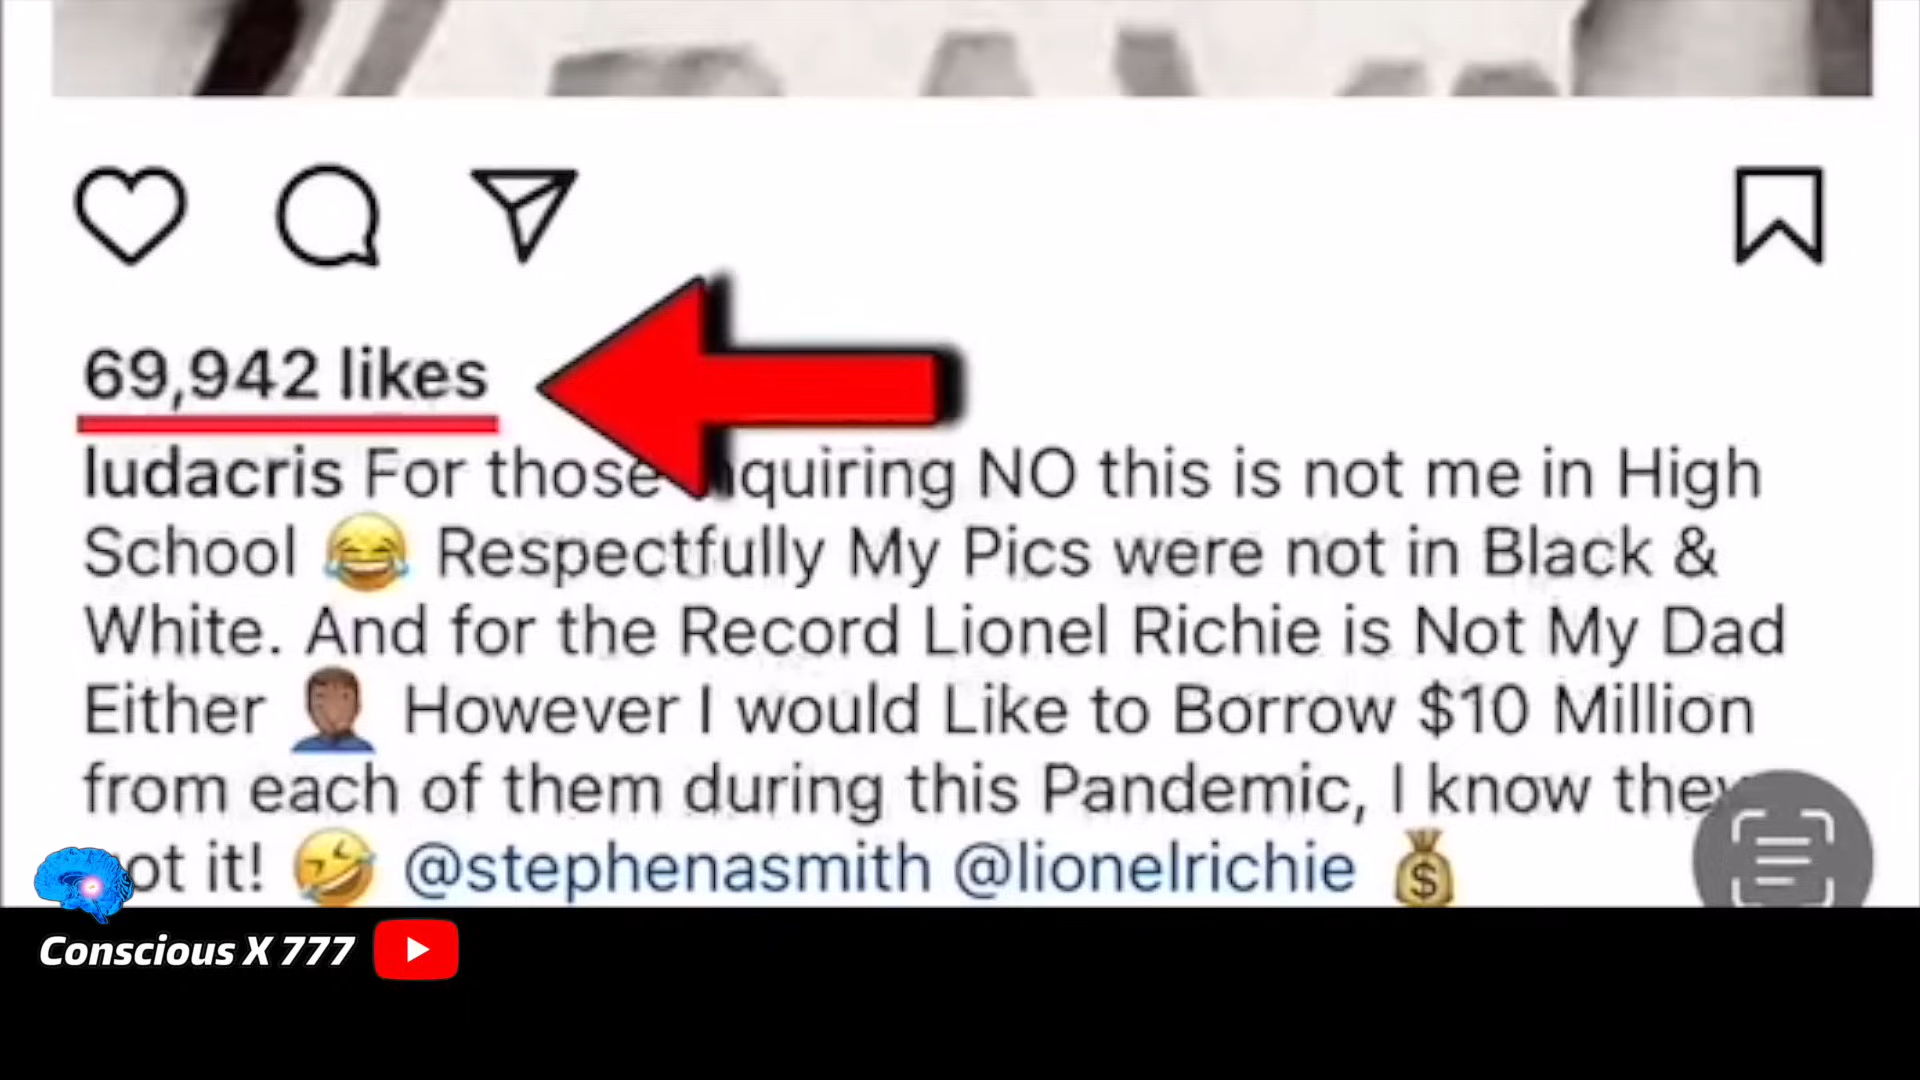 69,942 likes
ludacris For those nquiring NO this is not me in High
School 😂 Respectfully My Pics were not in Black &
White. And for the Record Lionel Richie is Not My Dad
Either 🤦🏾‍♂️ However I would Like to Borrow $10 Million
from each of them during this Pandemic, I know they
ot it! 🤣 @stephenasmith @lionelrichie 💰
Conscious X 777